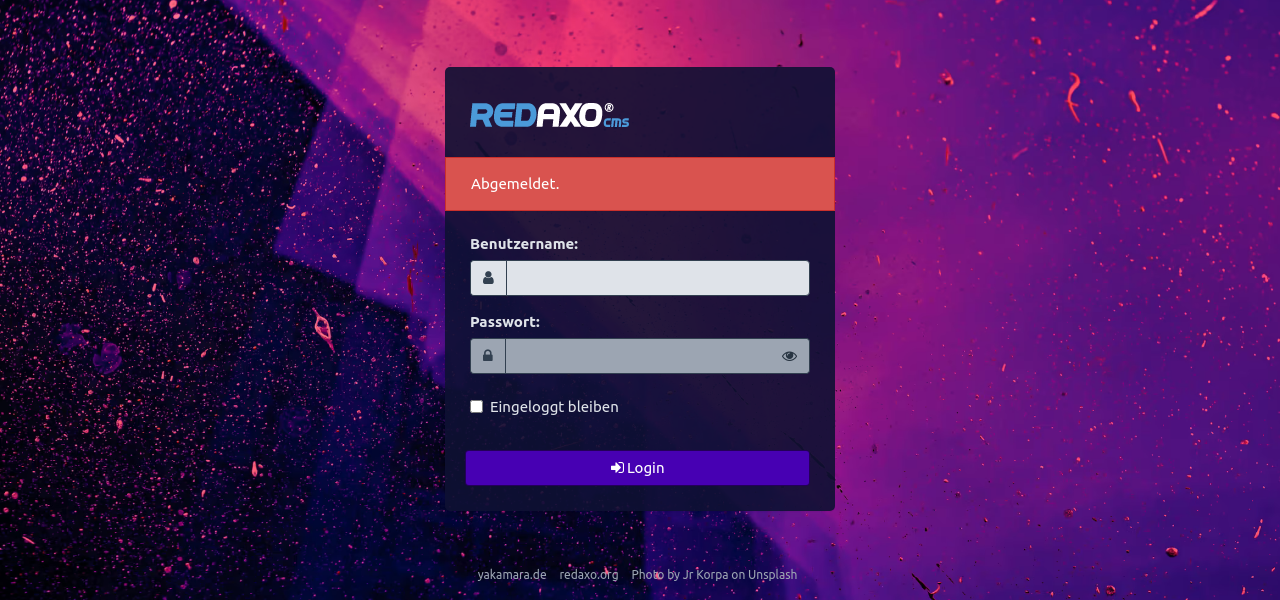 REDAXO® cms
Abgemeldet.
Benutzername:
Passwort:
Eingeloggt bleiben
Login
yakamara.de redaxo.org Photo by Jr Korpa on Unsplash